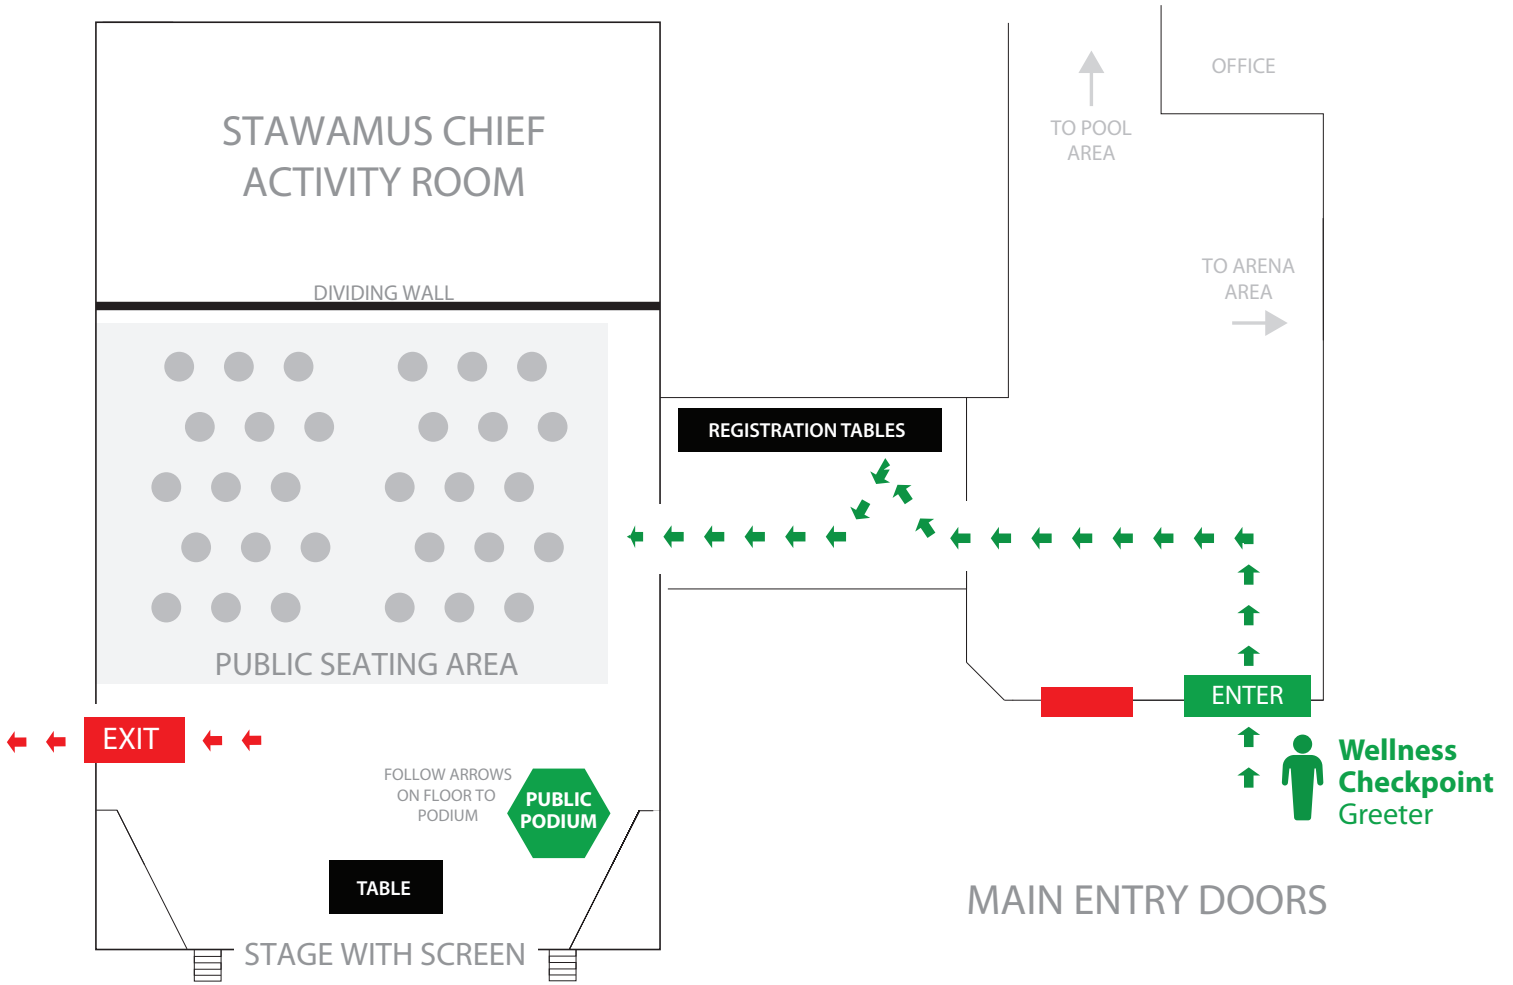 STAWAMUS CHIEF
ACTIVITY ROOM
DIVIDING WALL
PUBLIC SEATING AREA
EXIT
FOLLOW ARROWS
ON FLOOR TO
PODIUM
PUBLIC
PODIUM
TABLE
STAGE WITH SCREEN
REGISTRATION TABLES
TO POOL
AREA
OFFICE
TO ARENA
AREA
ENTER
Wellness
Checkpoint
Greeter
MAIN ENTRY DOORS